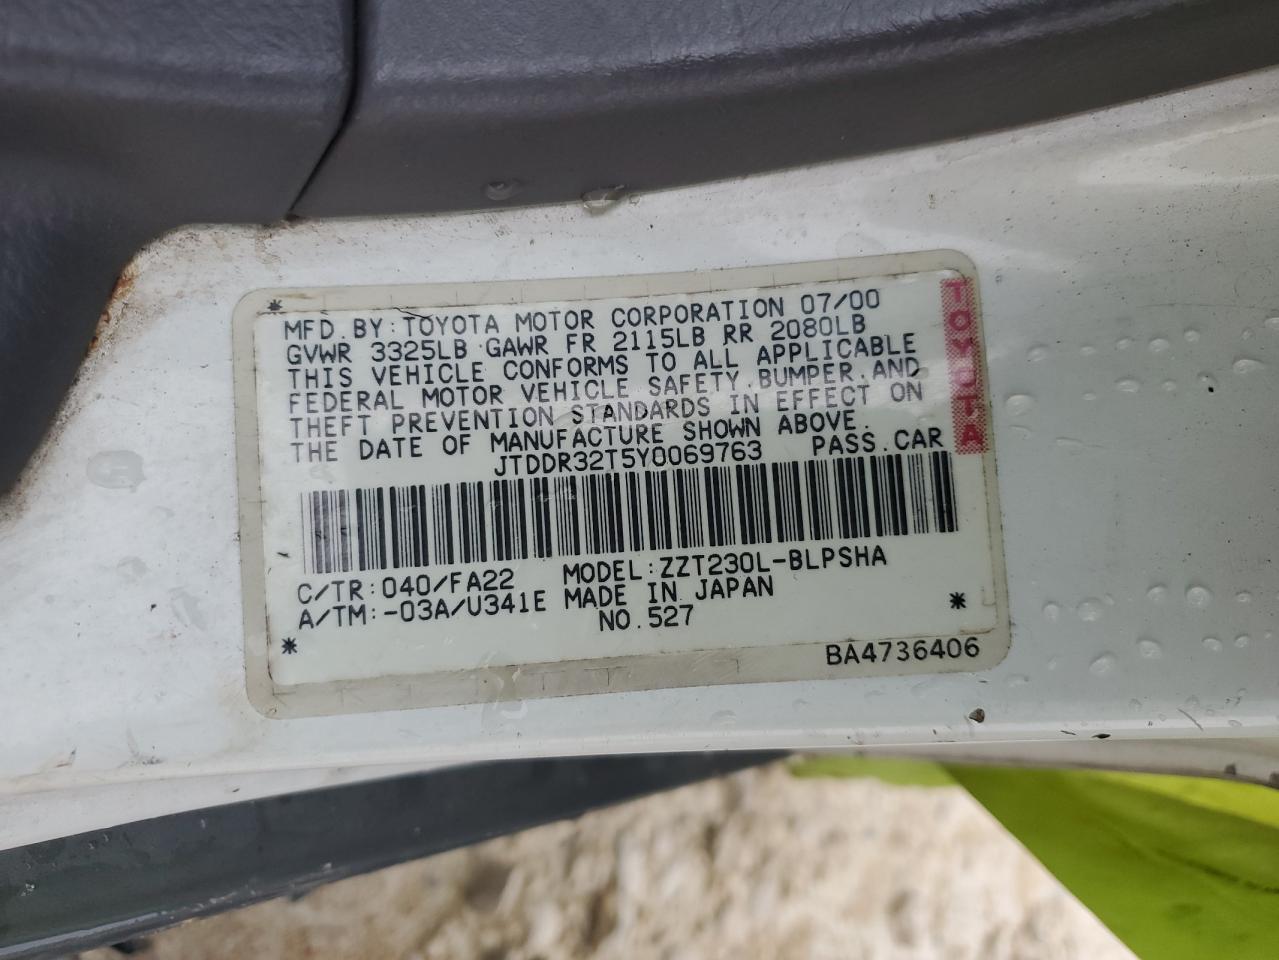 MFD. BY: TOYOTA MOTOR CORPORATION 07/00
GVWR 3325LB GAWR FR 2115LB RR 2080LB
THIS VEHICLE CONFORMS TO ALL APPLICABLE
FEDERAL MOTOR VEHICLE SAFETY, BUMPER, AND
THEFT PREVENTION STANDARDS IN EFFECT ON
THE DATE OF MANUFACTURE SHOWN ABOVE.
JTDDR32T5Y0069763 PASS. CAR
TOYOTA
C/TR: 040/FA22 MODEL: ZZT230L-BLPSHA
A/TM: -03A/U341E MADE IN JAPAN
NO. 527
BA4736406